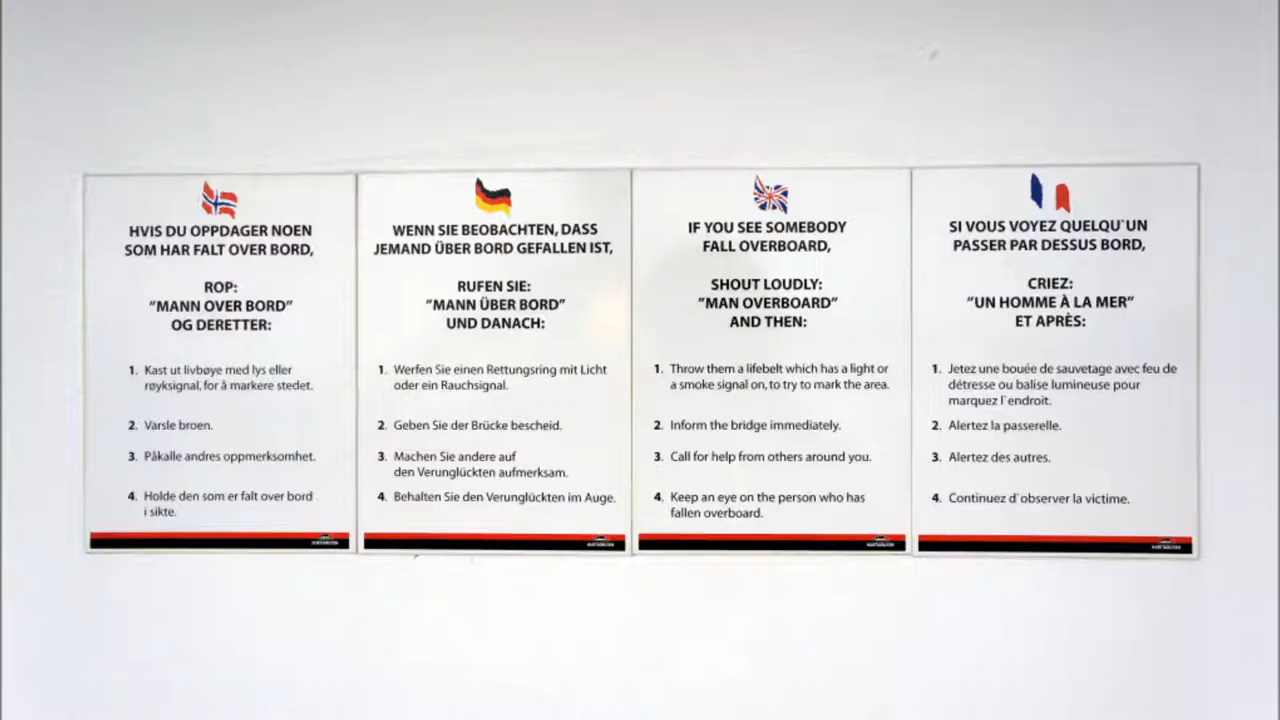 HVIS DU OPPDAGER NOEN
SOM HAR FALT OVER BORD,
ROP:
"MANN OVER BORD"
OG DERETTER:
1. Kast ut livbøye med lys eller
røyksignal, for å markere stedet.
2. Varsle broen.
3. Påkalle andres oppmerksomhet.
4. Holde den som er falt over bord
i sikte.
HURTIGRUTEN
WENN SIE BEOBACHTEN, DASS
JEMAND ÜBER BORD GEFALLEN IST,
RUFEN SIE:
"MANN ÜBER BORD"
UND DANACH:
1. Werfen Sie einen Rettungsring mit Licht
oder ein Rauchsignal.
2. Geben Sie der Brücke bescheid.
3. Machen Sie andere auf
den Verunglückten aufmerksam.
4. Behalten Sie den Verunglückten im Auge.
HURTIGRUTEN
IF YOU SEE SOMEBODY
FALL OVERBOARD,
SHOUT LOUDLY:
"MAN OVERBOARD"
AND THEN:
1. Throw them a lifebelt which has a light or
a smoke signal on, to try to mark the area.
2. Inform the bridge immediately.
3. Call for help from others around you.
4. Keep an eye on the person who has
fallen overboard.
HURTIGRUTEN
SI VOUS VOYEZ QUELQU`UN
PASSER PAR DESSUS BORD,
CRIEZ:
"UN HOMME À LA MER"
ET APRÈS:
1. Jetez une bouée de sauvetage avec feu de
détresse ou balise lumineuse pour
marquez l`endroit.
2. Alertez la passerelle.
3. Alertez des autres.
4. Continuez d`observer la victime.
HURTIGRUTEN